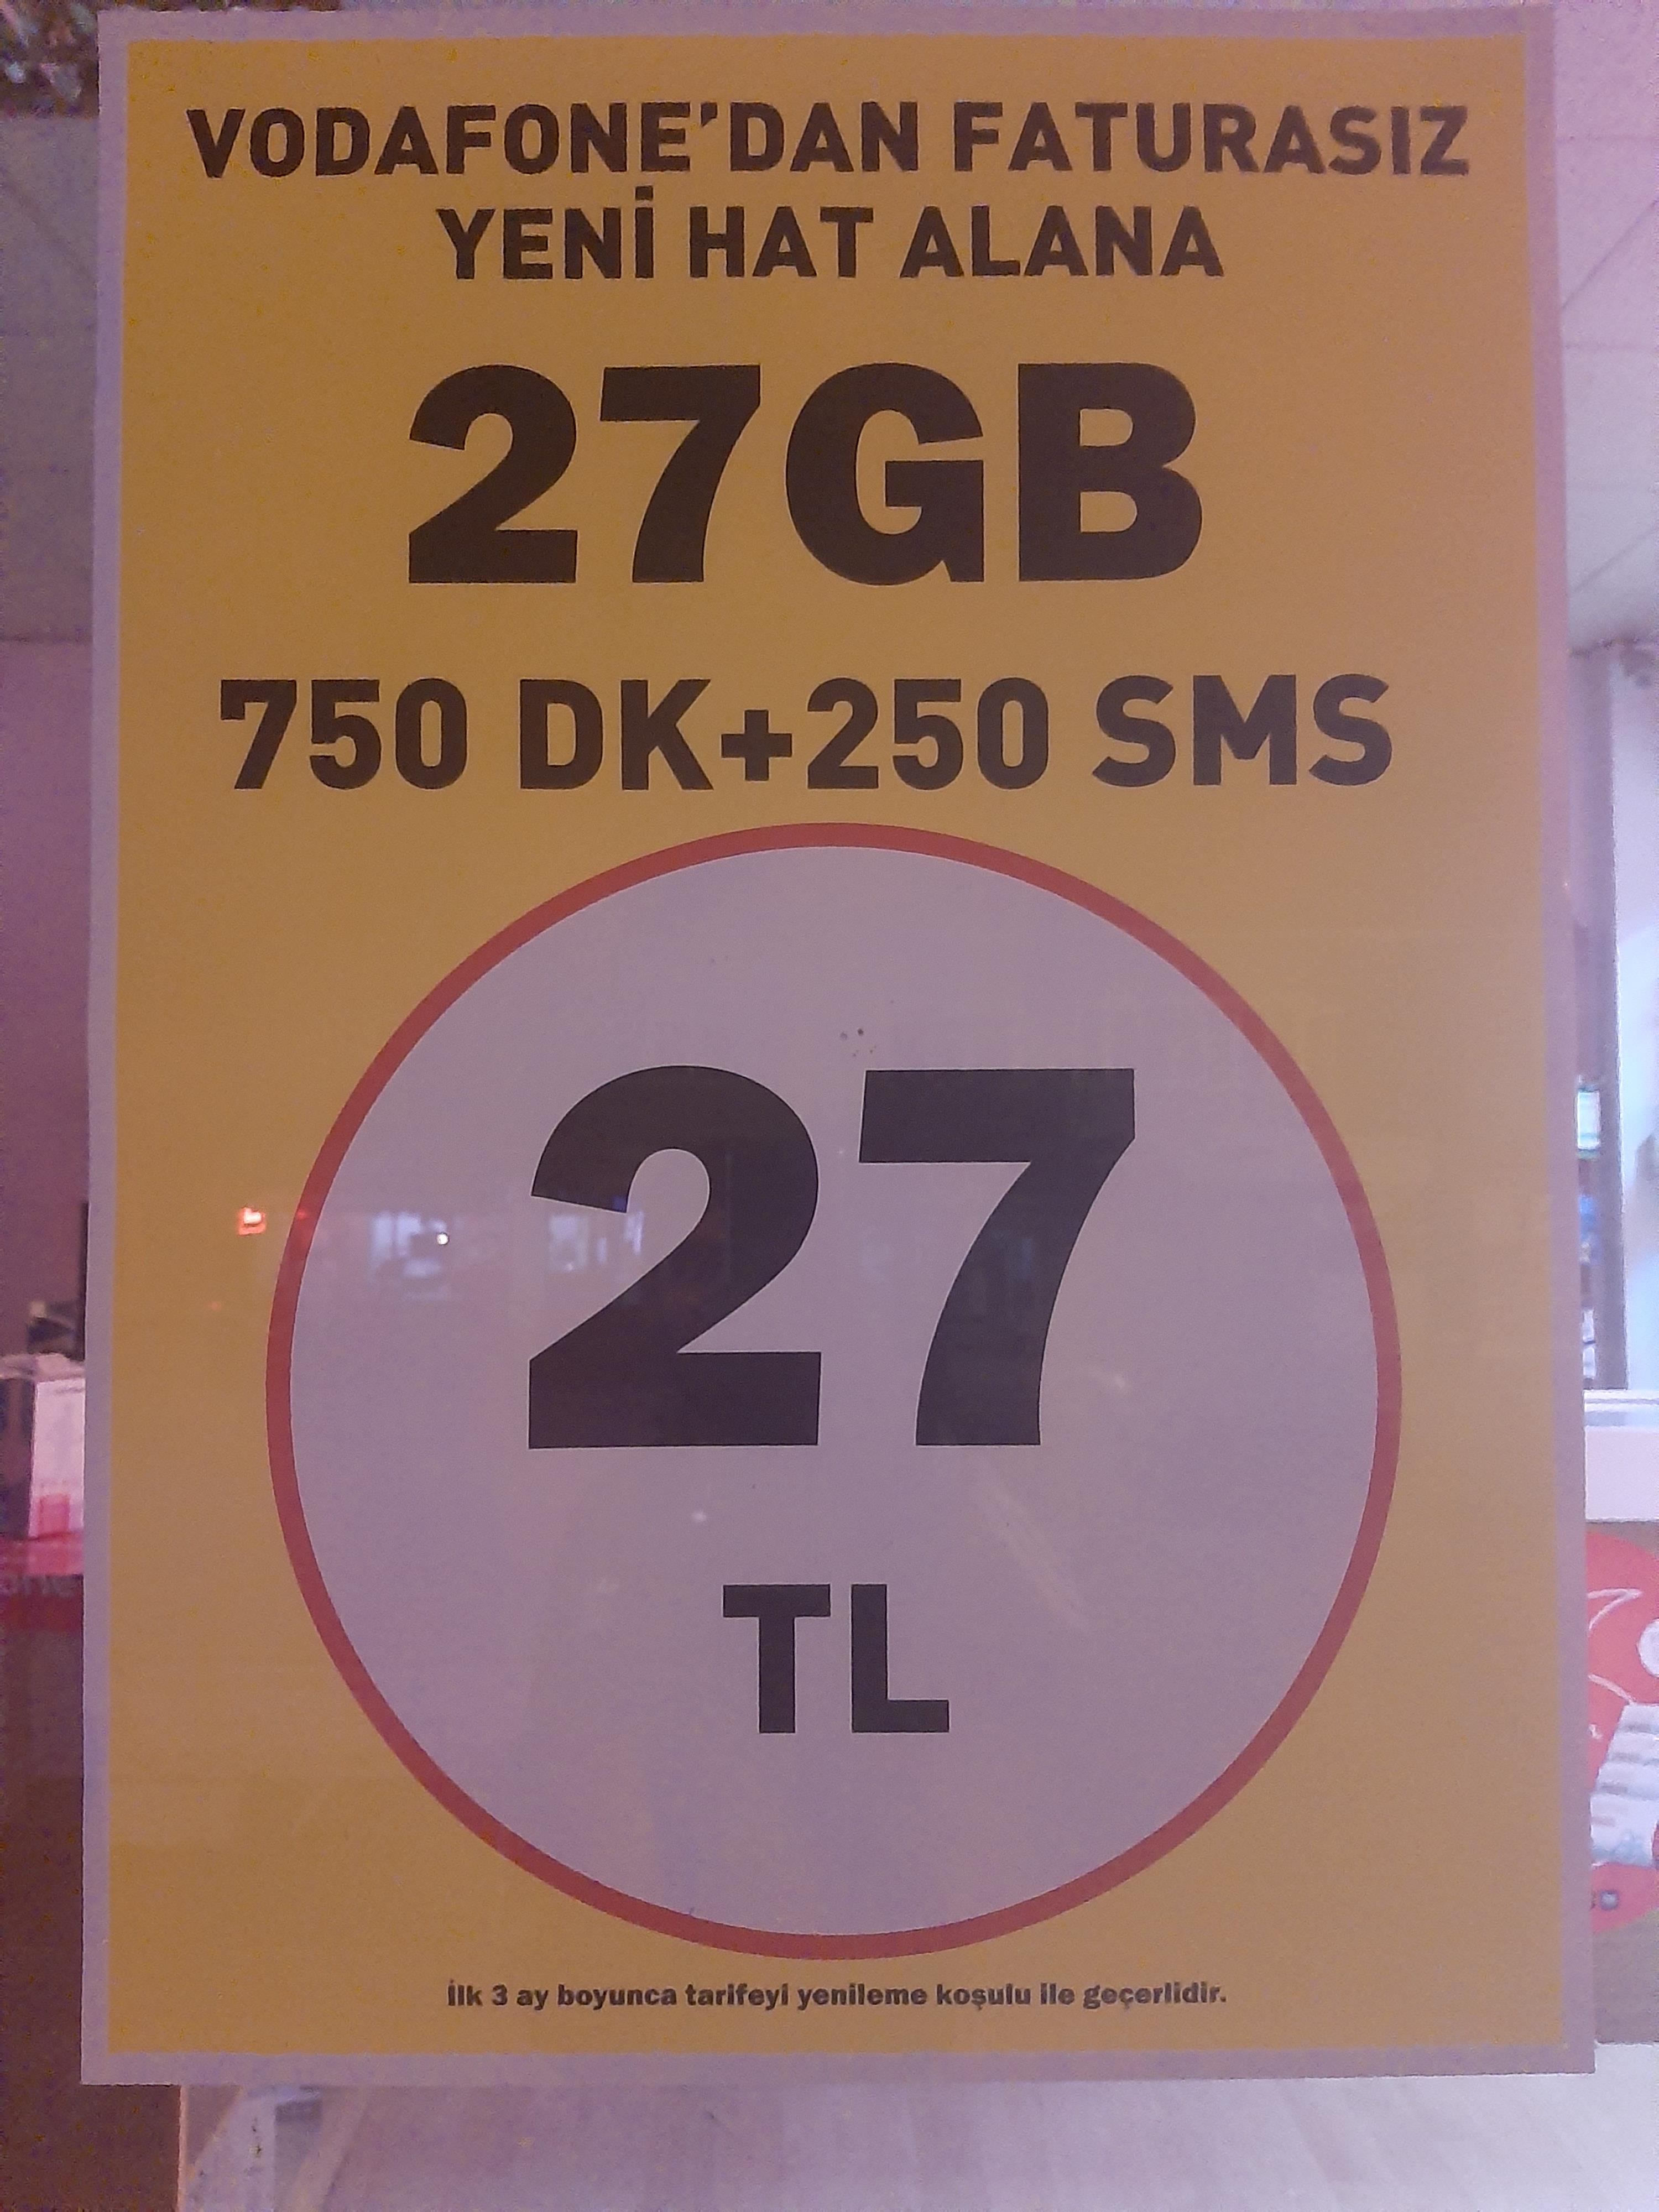 VODAFONE'DAN FATURASIZ
YENİ HAT ALANA
27GB
750 DK+250 SMS
27
TL
İlk 3 ay boyunca tarifeyi yenileme koşulu ile geçerlidir.